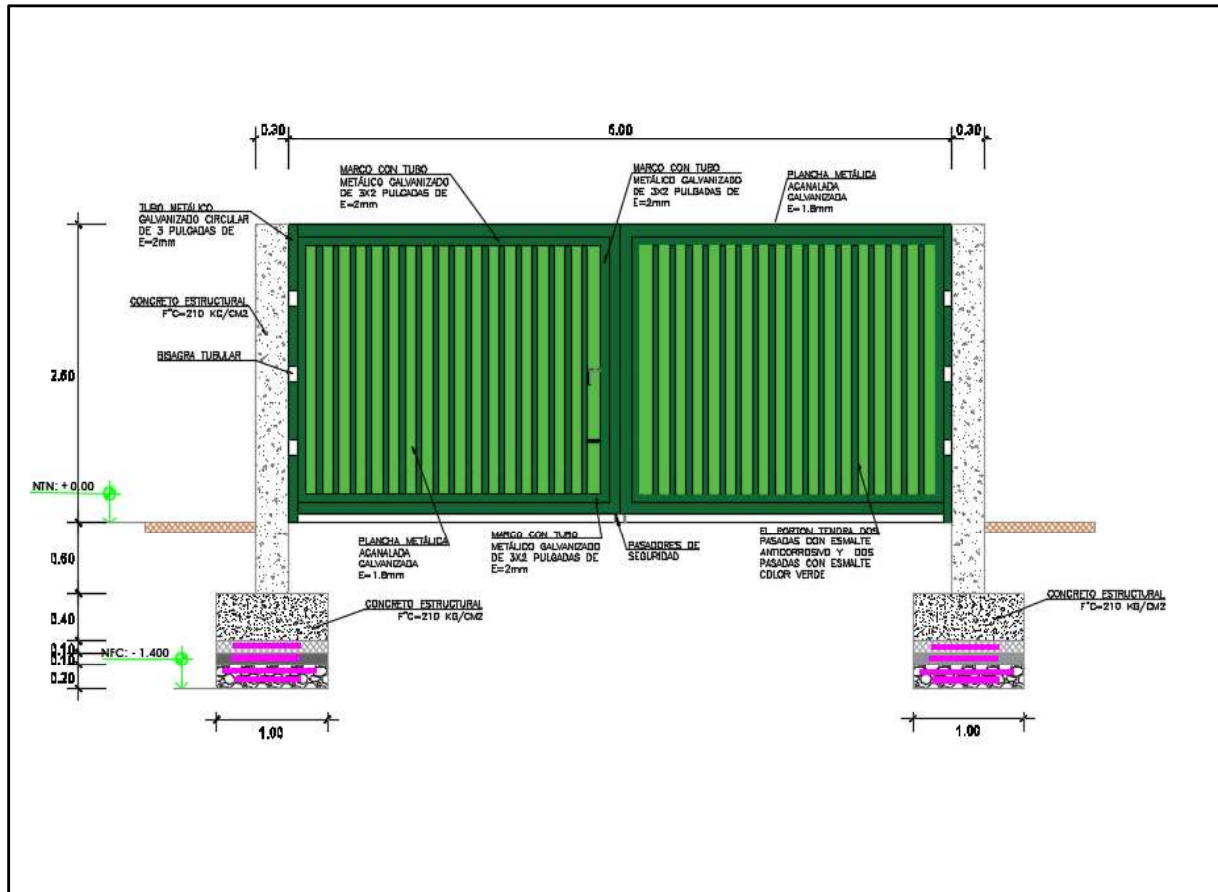 0.30
6.00
0.30
MARCO CON TUBO
METÁLICO GALVANIZADO
DE 3X2 PULGADAS DE
E=2mm
MARCO CON TUBO
METÁLICO GALVANIZADO
DE 3X2 PULGADAS DE
E=2mm
PLANCHA METÁLICA
ACANALADA
GALVANIZADA
E=1.8mm
TUBO METÁLICO
GALVANIZADO CIRCULAR
DE 3 PULGADAS DE
E=2mm
CONCRETO ESTRUCTURAL
F"C=210 KG/CM2
BISAGRA TUBULAR
2.60
NTN: +0.00
PLANCHA METÁLICA
ACANALADA
GALVANIZADA
E=1.8mm
MARCO CON TUBO
METÁLICO GALVANIZADO
DE 3X2 PULGADAS DE
E=2mm
PASADORES DE
SEGURIDAD
EL PORTON TENDRA DOS
PASADAS CON ESMALTE
ANTICORROSIVO Y DOS
PASADAS CON ESMALTE
COLOR VERDE
0.60
CONCRETO ESTRUCTURAL
F"C=210 KG/CM2
CONCRETO ESTRUCTURAL
F"C=210 KG/CM2
0.40
0.10
0.10
NFC: -1.400
0.20
1.00
1.00